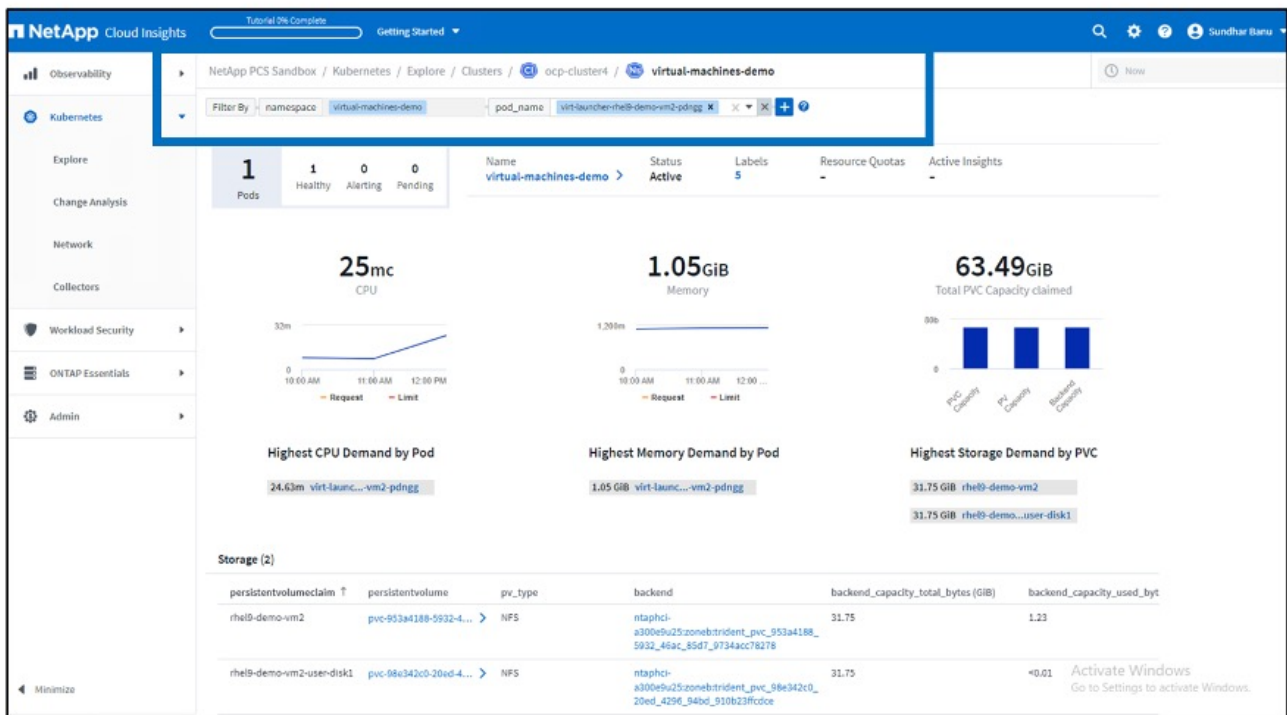 NetApp Cloud Insights
Tutorial 0% Complete
Getting Started
Sundhar Banu
Observability
Kubernetes
Explore
Change Analysis
Network
Collectors
Workload Security
ONTAP Essentials
Admin
Minimize
NetApp PCS Sandbox / Kubernetes / Explore / Clusters / ocp-cluster4 / virtual-machines-demo
Now
Filter By namespace virtual-machines-demo pod_name virt-launcher-rhel9-demo-vm2-pdngg
1 Pods
1 Healthy
0 Alerting
0 Pending
Name
virtual-machines-demo
Status
Active
Labels
5
Resource Quotas
-
Active Insights
-
25mc
CPU
32m
0
10:00 AM 11:00 AM 12:00 PM
Request Limit
Highest CPU Demand by Pod
24.63m virt-launc...-vm2-pdngg
1.05GiB
Memory
1,200m
0
10:00 AM 11:00 AM 12:00 ...
Request Limit
Highest Memory Demand by Pod
1.05 GiB virt-launc...-vm2-pdngg
63.49GiB
Total PVC Capacity claimed
80b
0
PVC Capacity
PV Capacity
Backend Capacity
Highest Storage Demand by PVC
31.75 GiB rhel9-demo-vm2
31.75 GiB rhel9-demo...user-disk1
Storage (2)
persistentvolumeclaim ↑ persistentvolume pv_type backend backend_capacity_total_bytes (GiB) backend_capacity_used_byt
rhel9-demo-vm2 pvc-953a4188-5932-4... NFS ntaphci- 31.75 1.23
a300e9u25:zoneb:trident_pvc_953a4188_
5932_46ac_85d7_9734acc78278
rhel9-demo-vm2-user-disk1 pvc-98e342c0-20ed-4... NFS ntaphci- 31.75 <0.01
a300e9u25:zoneb:trident_pvc_98e342c0_
20ed_4296_94bd_910b23ffcdce
Activate Windows
Go to Settings to activate Windows.